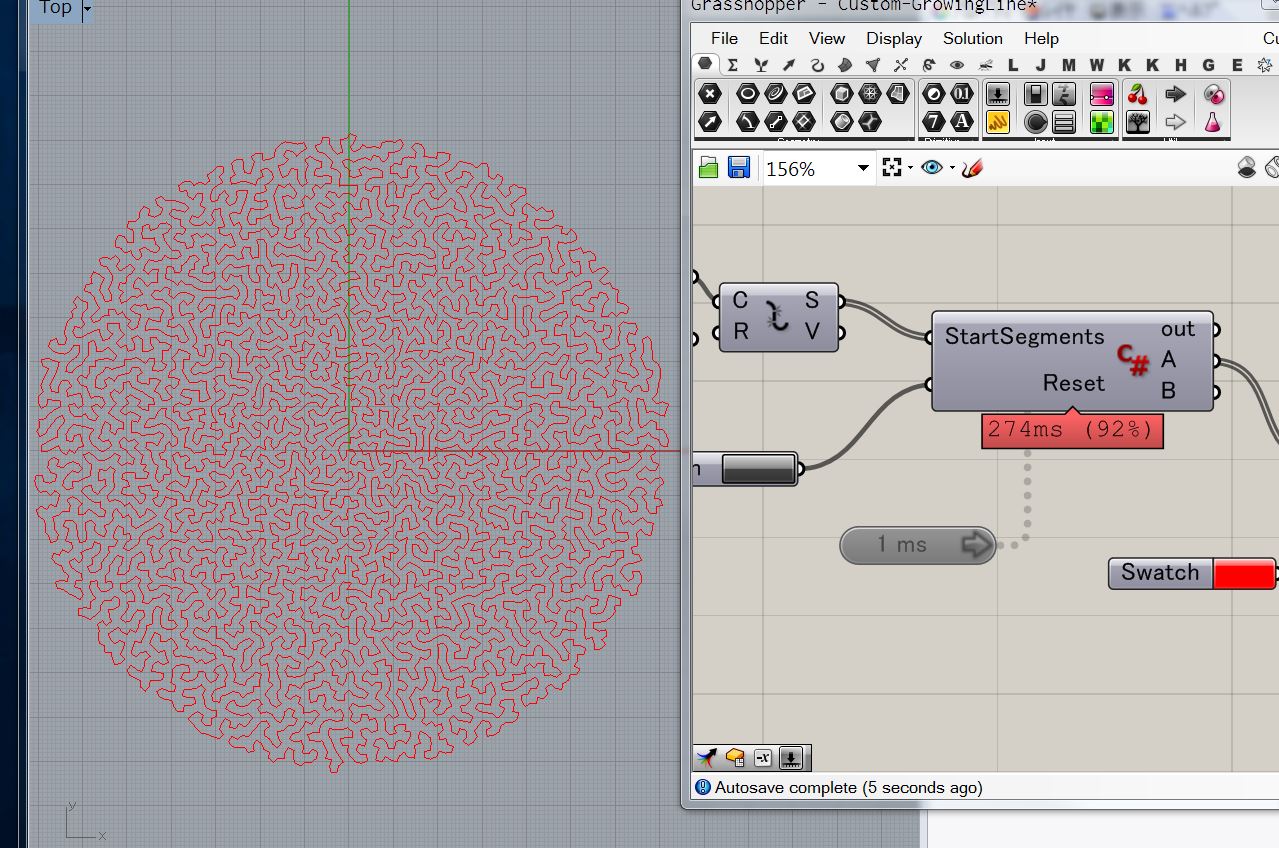 Top
Grasshopper - Custom-GrowingLine*
File Edit View Display Solution Help
L J M W K K H G E
156%
C S
R V
StartSegments
Reset
out
A
B
C#
274ms (92%)
1 ms
Swatch
-x
Autosave complete (5 seconds ago)
y
x